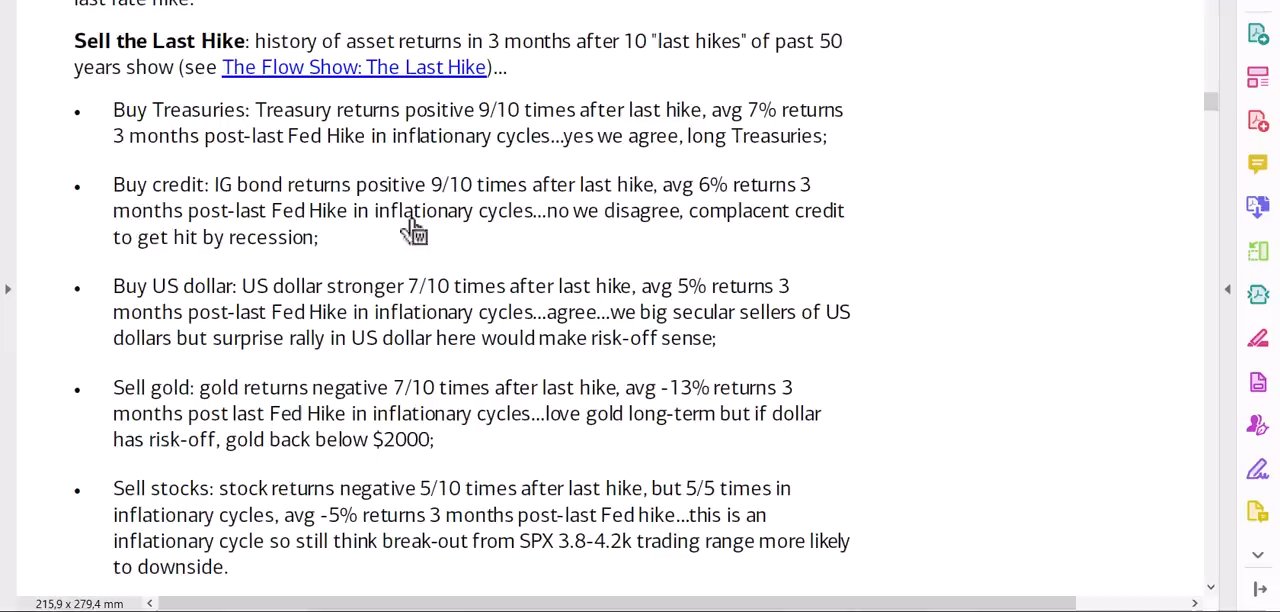 last rate hike.
Sell the Last Hike: history of asset returns in 3 months after 10 "last hikes" of past 50
years show (see The Flow Show: The Last Hike)...
• Buy Treasuries: Treasury returns positive 9/10 times after last hike, avg 7% returns
3 months post-last Fed Hike in inflationary cycles...yes we agree, long Treasuries;
• Buy credit: IG bond returns positive 9/10 times after last hike, avg 6% returns 3
months post-last Fed Hike in inflationary cycles...no we disagree, complacent credit
to get hit by recession;
• Buy US dollar: US dollar stronger 7/10 times after last hike, avg 5% returns 3
months post-last Fed Hike in inflationary cycles...agree...we big secular sellers of US
dollars but surprise rally in US dollar here would make risk-off sense;
• Sell gold: gold returns negative 7/10 times after last hike, avg -13% returns 3
months post last Fed Hike in inflationary cycles...love gold long-term but if dollar
has risk-off, gold back below $2000;
• Sell stocks: stock returns negative 5/10 times after last hike, but 5/5 times in
inflationary cycles, avg -5% returns 3 months post-last Fed hike...this is an
inflationary cycle so still think break-out from SPX 3.8-4.2k trading range more likely
to downside.
215,9 x 279,4 mm